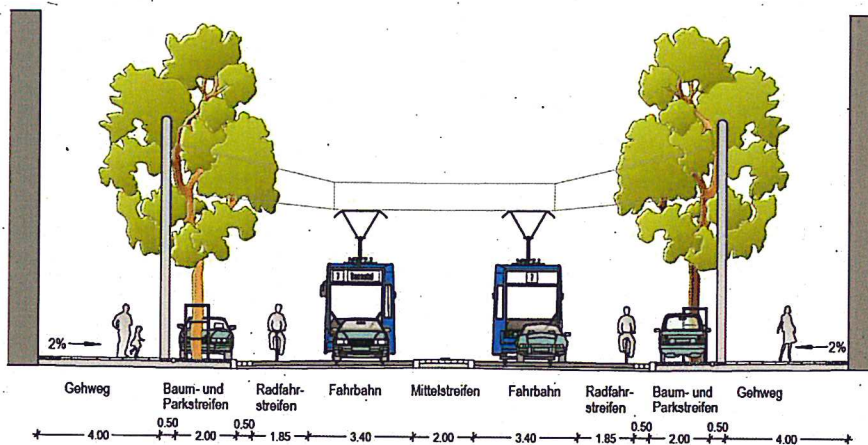 2%
2%
Gehweg
Baum- und
Parkstreifen
Radfahr-
streifen
Fahrbahn
Mittelstreifen
Fahrbahn
Radfahr-
streifen
Baum- und
Parkstreifen
Gehweg
4.00 0.50 2.00 0.50 1.85 3.40 2.00 3.40 1.85 0.50 2.00 0.50 4.00